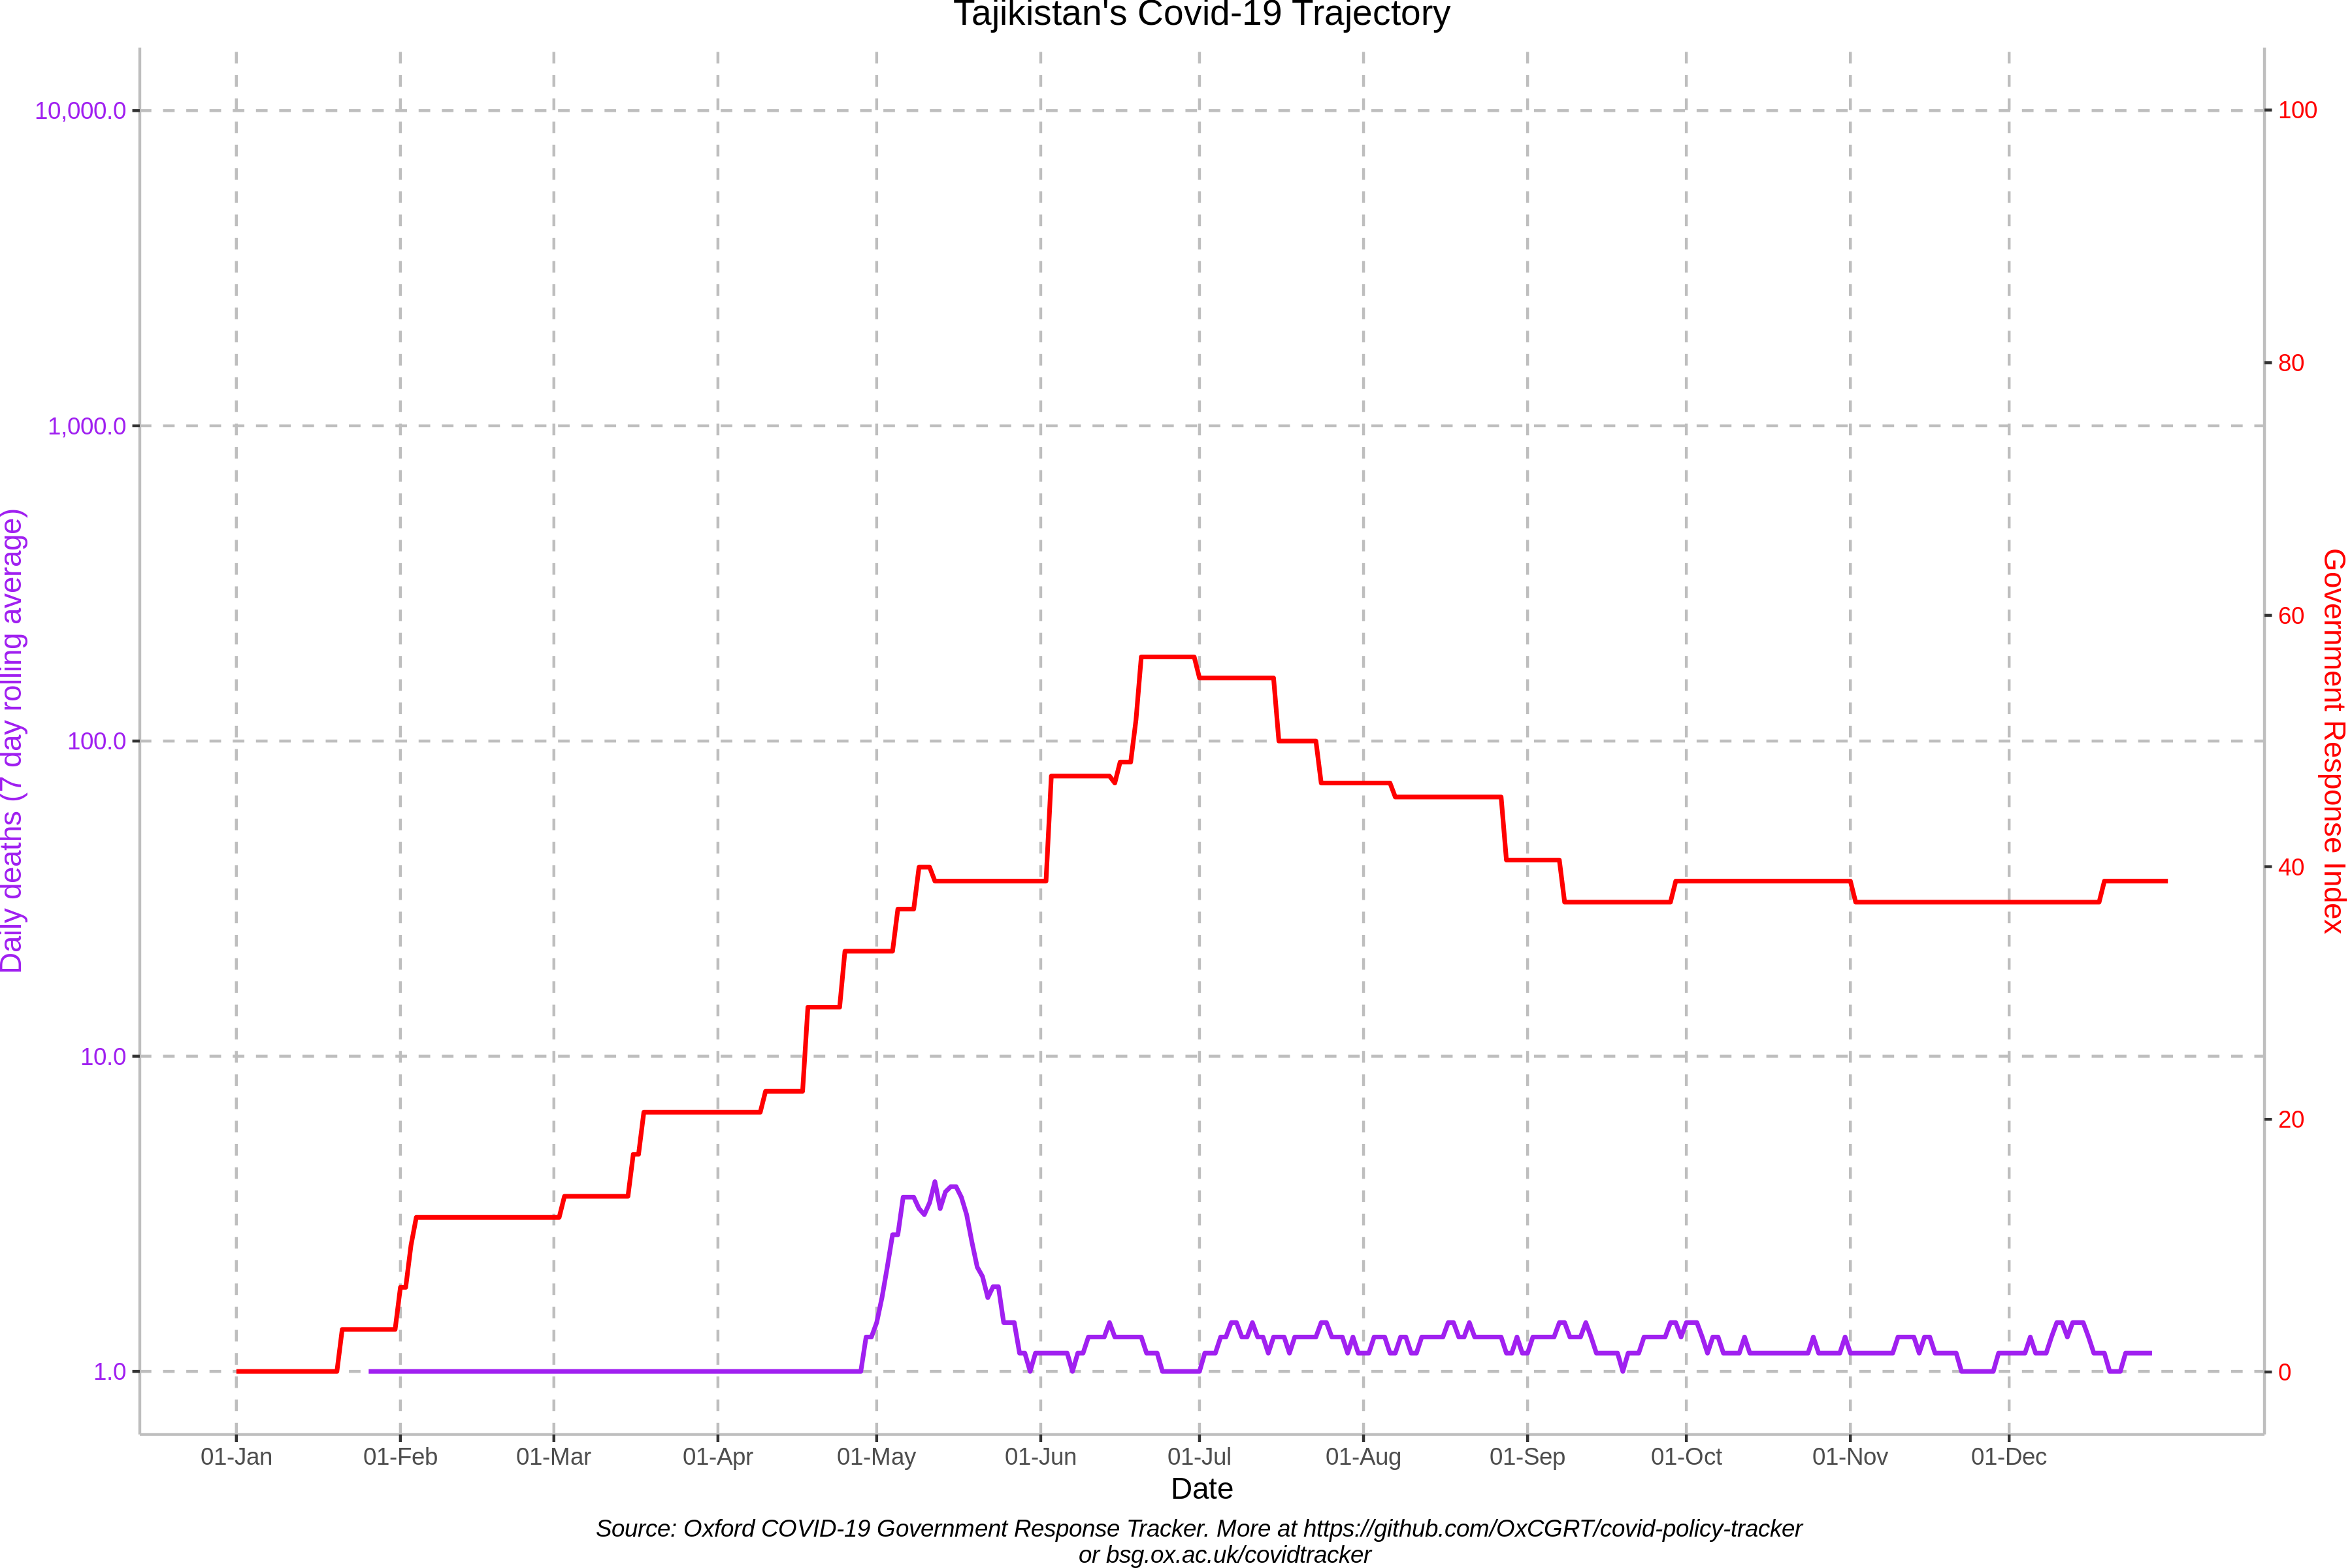 Tajikistan's Covid-19 Trajectory
10,000.0
1,000.0
100.0
10.0
1.0
Daily deaths (7 day rolling average)
100
80
60
40
20
0
Government Response Index
01-Jan 01-Feb 01-Mar 01-Apr 01-May 01-Jun 01-Jul 01-Aug 01-Sep 01-Oct 01-Nov 01-Dec
Date
Source: Oxford COVID-19 Government Response Tracker. More at https://github.com/OxCGRT/covid-policy-tracker
or bsg.ox.ac.uk/covidtracker